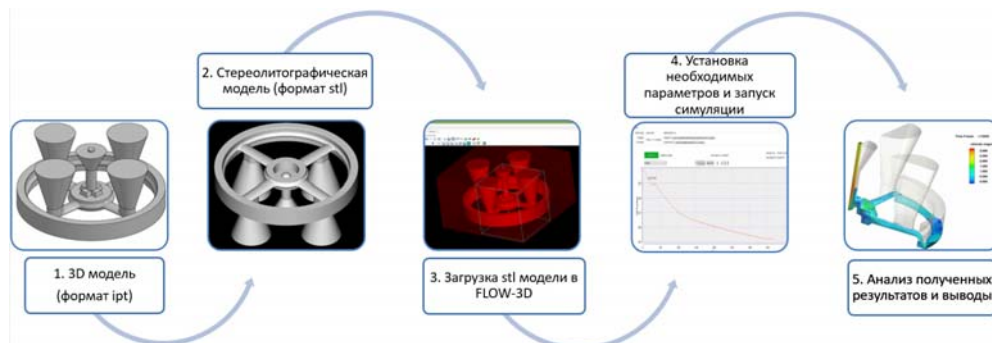 1. 3D модель
(формат ipt)
2. Стереолитографическая
модель (формат stl)
3. Загрузка stl модели в
FLOW-3D
4. Установка
необходимых
параметров и запуск
симуляции
5. Анализ полученных
результатов и выводы